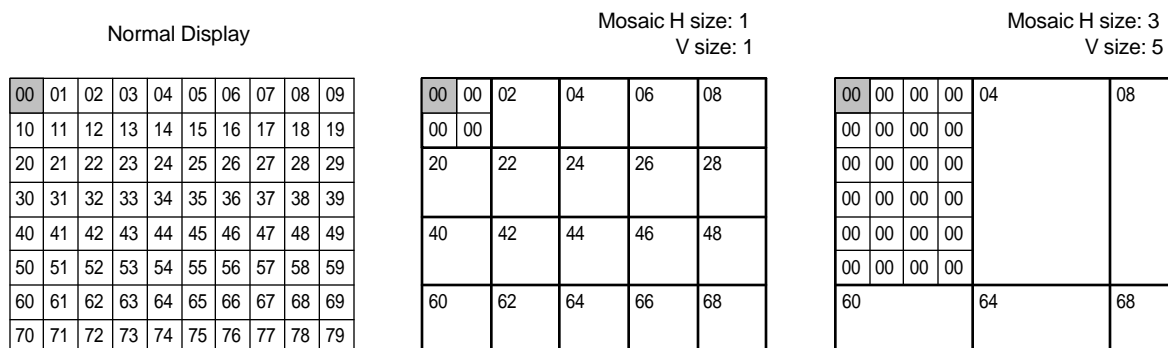 Normal Display
00 01 02 03 04 05 06 07 08 09
10 11 12 13 14 15 16 17 18 19
20 21 22 23 24 25 26 27 28 29
30 31 32 33 34 35 36 37 38 39
40 41 42 43 44 45 46 47 48 49
50 51 52 53 54 55 56 57 58 59
60 61 62 63 64 65 66 67 68 69
70 71 72 73 74 75 76 77 78 79
Mosaic H size: 1
V size: 1
00 00 02 04 06 08
00 00
20 22 24 26 28
40 42 44 46 48
60 62 64 66 68
Mosaic H size: 3
V size: 5
00 00 00 00 04 08
00 00 00 00
00 00 00 00
00 00 00 00
00 00 00 00
00 00 00 00
60 64 68